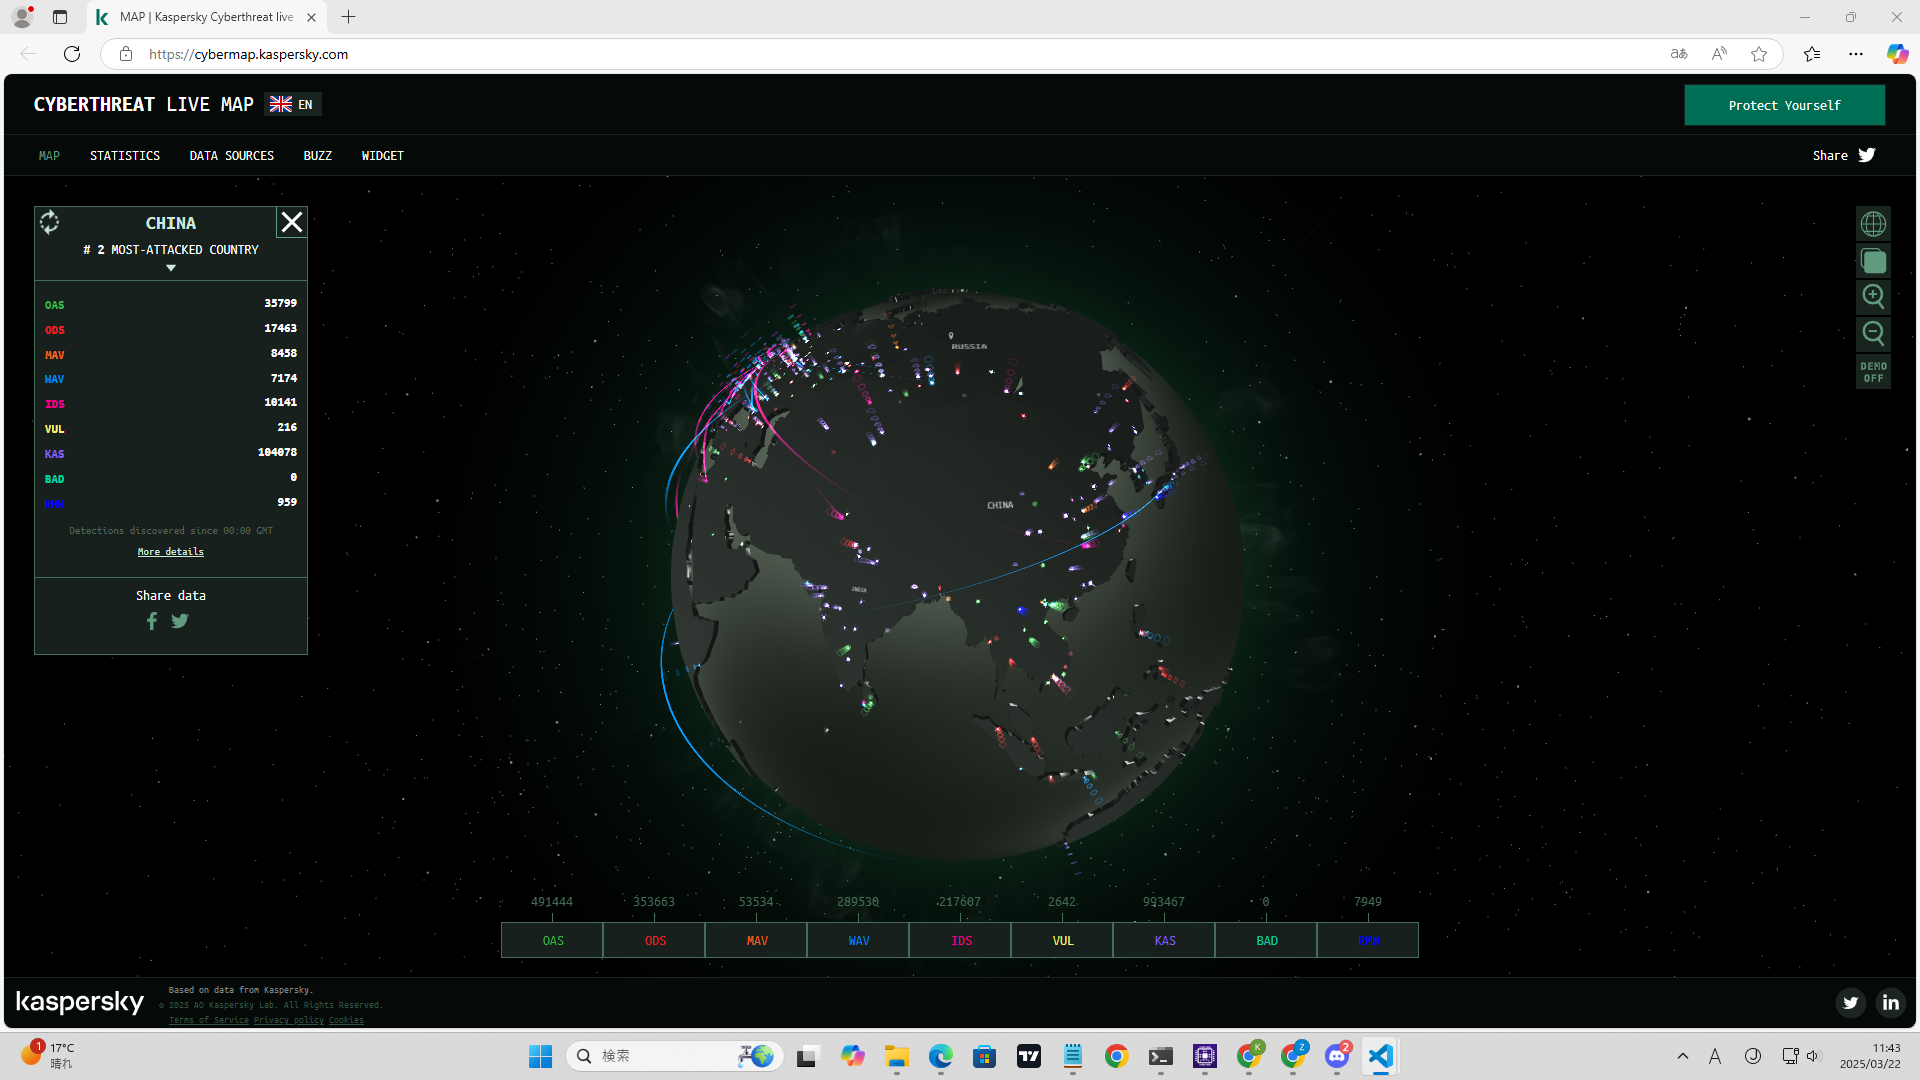 MAP | Kaspersky Cyberthreat live
https://cybermap.kaspersky.com
CYBERTHREAT LIVE MAP EN
Protect Yourself
MAP STATISTICS DATA SOURCES BUZZ WIDGET
Share
CHINA
# 2 MOST-ATTACKED COUNTRY
OAS 35799
ODS 17463
MAV 8458
WAV 7174
IDS 10141
VUL 216
KAS 104078
BAD 0
RMW 959
Detections discovered since 00:00 GMT
More details
Share data
DEMO
OFF
RUSSIA
CHINA
INDIA
491444 353663 53534 289530 217607 2642 993467 0 7949
OAS ODS MAV WAV IDS VUL KAS BAD RMW
kaspersky
Based on data from Kaspersky.
© 2025 AO Kaspersky Lab. All Rights Reserved.
Terms of Service Privacy policy Cookies
1
17°C
晴れ
検索
K
Z
2
A
11:43
2025/03/22